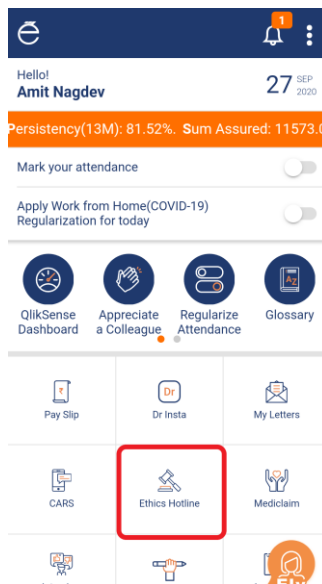 ē
1
Hello!
Amit Nagdev
27 SEP
2020
Persistency(13M): 81.52%. Sum Assured: 11573.0
Mark your attendance
Apply Work from Home(COVID-19)
Regularization for today
AZ
QlikSense Appreciate Regularize Glossary
Dashboard a Colleague Attendance
₹ Dr
Pay Slip Dr Insta My Letters
CARS Ethics Hotline Mediclaim